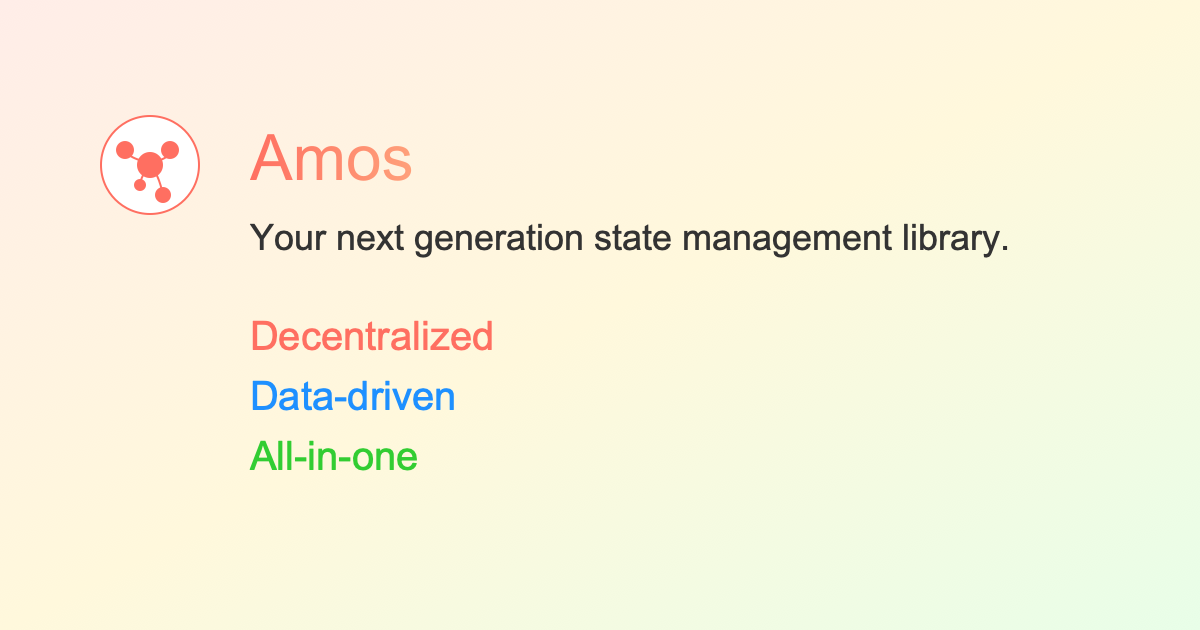 Amos
Your next generation state management library.
Decentralized
Data-driven
All-in-one